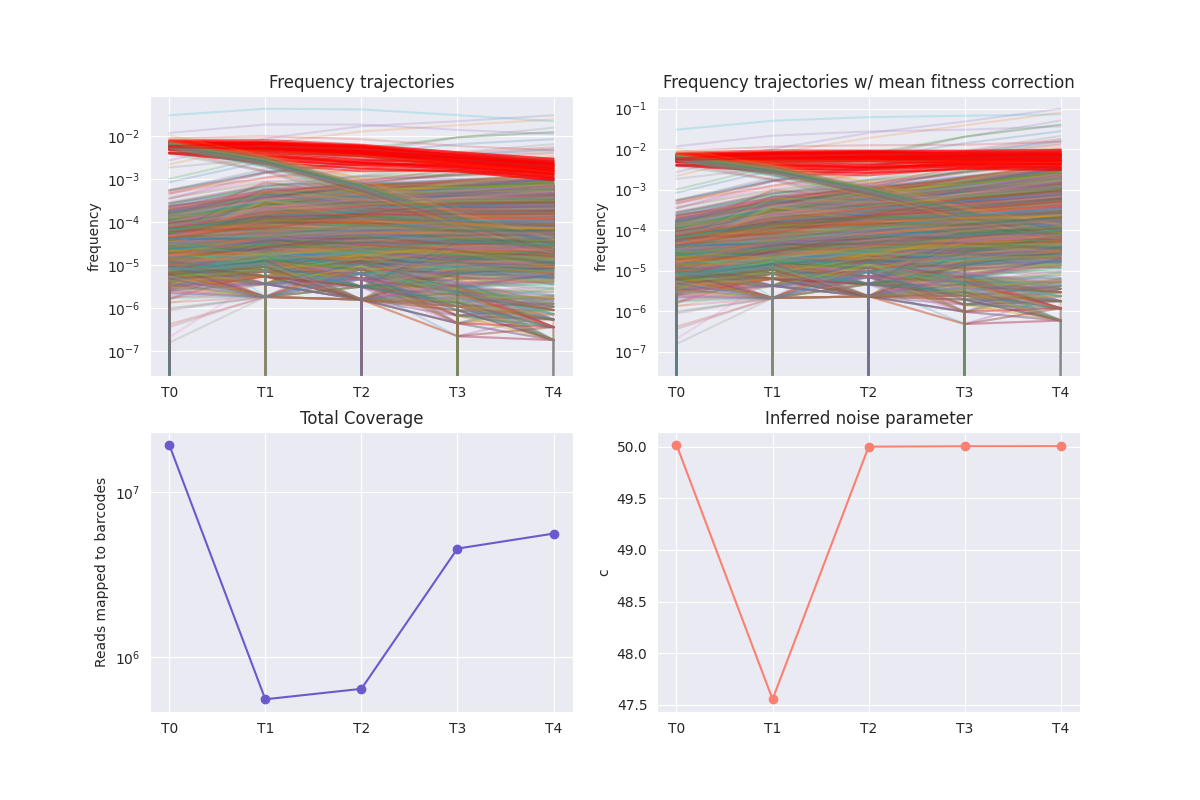 Frequency trajectories
frequency
10⁻²
10⁻³
10⁻⁴
10⁻⁵
10⁻⁶
10⁻⁷
T0 T1 T2 T3 T4
Frequency trajectories w/ mean fitness correction
frequency
10⁻¹
10⁻²
10⁻³
10⁻⁴
10⁻⁵
10⁻⁶
10⁻⁷
T0 T1 T2 T3 T4
Total Coverage
Reads mapped to barcodes
10⁷
10⁶
T0 T1 T2 T3 T4
Inferred noise parameter
c
50.0
49.5
49.0
48.5
48.0
47.5
T0 T1 T2 T3 T4